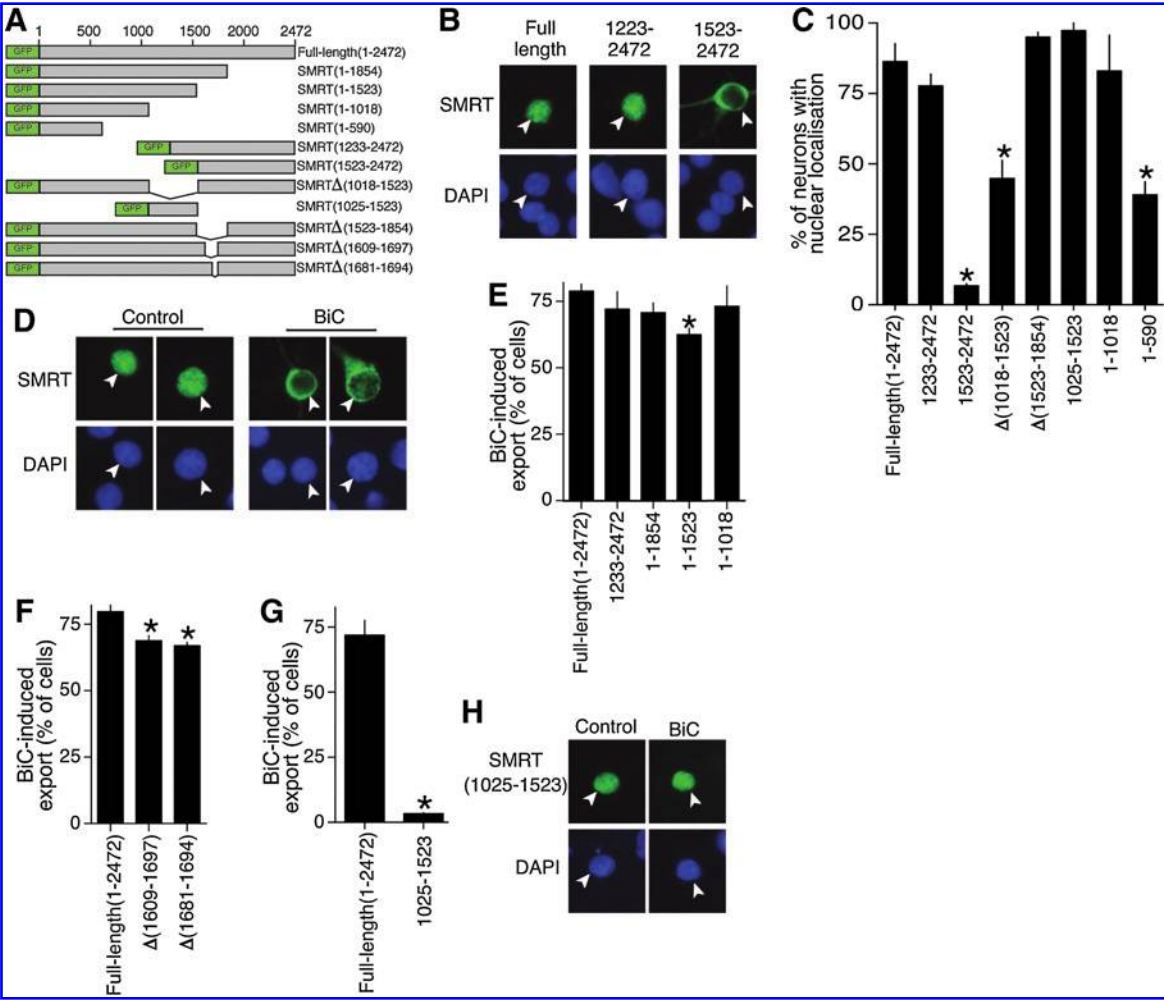 A
1 500 1000 1500 2000 2472
GFP Full-length(1-2472)
GFP SMRT(1-1854)
GFP SMRT(1-1523)
GFP SMRT(1-1018)
GFP SMRT(1-590)
GFP SMRT(1233-2472)
GFP SMRT(1523-2472)
GFP SMRTΔ(1018-1523)
GFP SMRT(1025-1523)
GFP SMRTΔ(1523-1854)
GFP SMRTΔ(1609-1697)
GFP SMRTΔ(1681-1694)
B
Full 1223- 1523-
length 2472 2472
SMRT
DAPI
C
% of neurons with
nuclear localisation
100
75
50
25
0
* * *
Full-length(1-2472)
1233-2472
1523-2472
Δ(1018-1523)
Δ(1523-1854)
1025-1523
1-1018
1-590
D
Control BiC
SMRT
DAPI
E
BiC-induced
export (% of cells)
75
50
25
0
*
Full-length(1-2472)
1233-2472
1-1854
1-1523
1-1018
F
BiC-induced
export (% of cells)
75
50
25
0
* *
Full-length(1-2472)
Δ(1609-1697)
Δ(1681-1694)
G
BiC-induced
export (% of cells)
75
50
25
0
*
Full-length(1-2472)
1025-1523
H
Control BiC
SMRT
(1025-1523)
DAPI